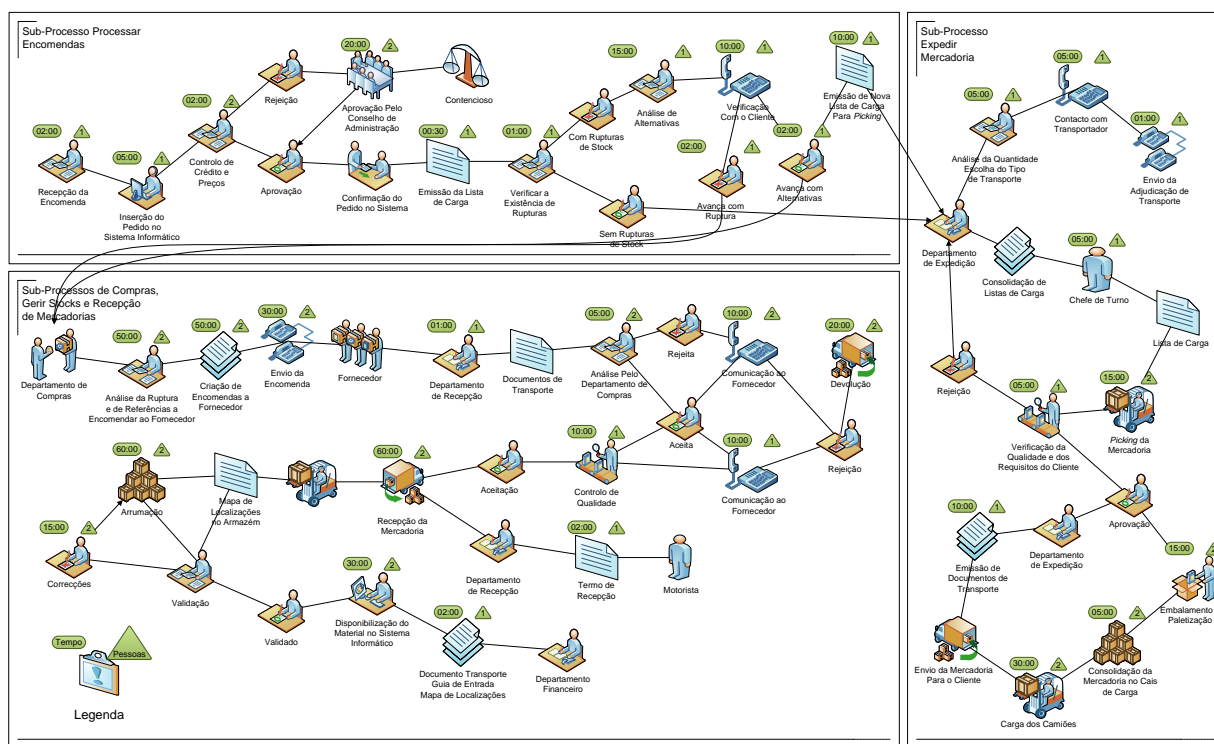 Sub-Processo Processar
Encomendas
02:00
1
Recepção da
Encomenda
05:00
1
Inserção do
Pedido no
Sistema Informático
02:00
2
Controlo de
Crédito e
Preços
Rejeição
20:00
2
Aprovação Pelo
Conselho de
Administração
Contencioso
Aprovação
Confirmação do
Pedido no Sistema
00:30
1
Emissão da Lista
de Carga
01:00
1
Verificar a
Existência de
Rupturas
Com Rupturas
de Stock
15:00
1
Análise de
Alternativas
10:00
1
Verificação
Com o Cliente
02:00
1
Avança com
Ruptura
02:00
1
Avança com
Alternativas
10:00
1
Emissão de Nova
Lista de Carga
Para Picking
Sem Rupturas
de Stock
Sub-Processo
Expedir
Mercadoria
05:00
1
Contacto com
Transportador
05:00
1
Análise da Quantidade
Escolha do Tipo
de Transporte
01:00
1
Envio da
Adjudicação de
Transporte
Departamento
de Expedição
Consolidação de
Listas de Carga
05:00
1
Chefe de Turno
Lista de Carga
Rejeição
05:00
1
Verificação da
Qualidade e dos
Requisitos do Cliente
15:00
2
Picking da
Mercadoria
Aprovação
Departamento
de Expedição
10:00
1
Emissão de
Documentos de
Transporte
15:00
2
Embalamento
Paletização
05:00
2
Consolidação da
Mercadoria no Cais
de Carga
30:00
2
Carga dos Camiões
Envio da Mercadoria
Para o Cliente
Sub-Processos de Compras,
Gerir Stocks e Recepção
de Mercadorias
Departamento de
Compras
50:00
2
Análise da Ruptura
e de Referências a
Encomendar ao Fornecedor
50:00
2
Criação de
Encomendas a
Fornecedor
30:00
2
Envio da
Encomenda
Fornecedor
01:00
1
Departamento
de Recepção
Documentos de
Transporte
05:00
2
Análise Pelo
Departamento de
Compras
Rejeita
10:00
2
Comunicação ao
Fornecedor
20:00
2
Devolução
Aceita
10:00
1
Comunicação ao
Fornecedor
Rejeição
10:00
2
Controlo de
Qualidade
Aceitação
60:00
2
Recepção da
Mercadoria
Mapa de
Localizações
no Armazém
60:00
2
Arrumação
15:00
2
Correcções
Validação
Validado
30:00
2
Disponibilização do
Material no Sistema
Informático
02:00
1
Documento Transporte
Guia de Entrada
Mapa de Localizações
Departamento
Financeiro
Departamento
de Recepção
02:00
1
Termo de
Recepção
Motorista
Tempo
Pessoas
Legenda